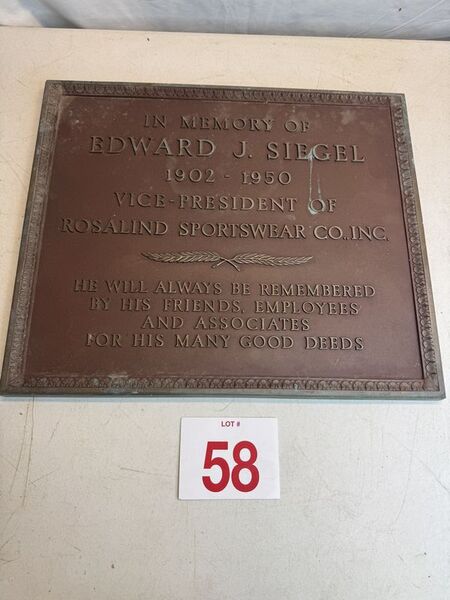 IN MEMORY OF
EDWARD J. SIEGEL
1902 - 1950
VICE-PRESIDENT OF
ROSALIND SPORTSWEAR CO., INC.
HE WILL ALWAYS BE REMEMBERED
BY HIS FRIENDS, EMPLOYEES
AND ASSOCIATES
FOR HIS MANY GOOD DEEDS
LOT #
58